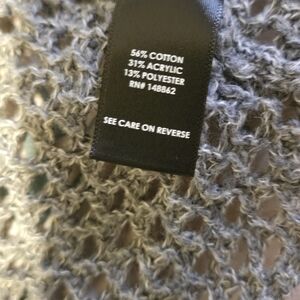 56% COTTON
31% ACRYLIC
13% POLYESTER
RN# 148862
SEE CARE ON REVERSE